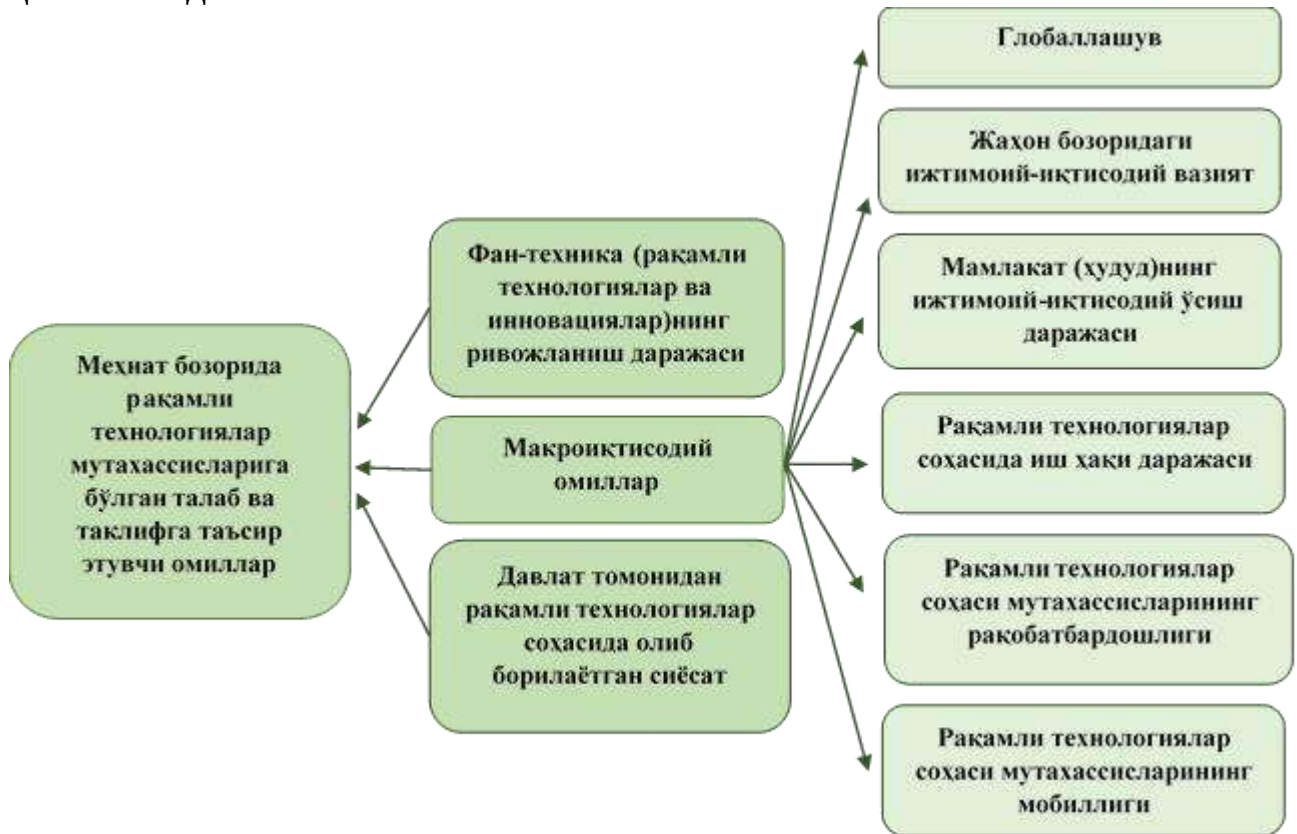 Глобаллашув
Жаҳон бозоридаги
ижтимоий-иқтисодий вазият
Мамлакат (ҳудуд)нинг
ижтимоий-иқтисодий ўсиш
даражаси
Рақамли технологиялар
соҳасида иш ҳақи даражаси
Рақамли технологиялар
соҳаси мутахассисларининг
рақобатбардошлиги
Рақамли технологиялар
соҳаси мутахассисларининг
мобиллиги
Фан-техника (рақамли
технологиялар ва
инновациялар)нинг
ривожланиш даражаси
Макроиқтисодий
омиллар
Давлат томонидан
рақамли технологиялар
соҳасида олиб
борилаётган сиёсат
Меҳнат бозорида
рақамли
технологиялар
мутахассисларига
бўлган талаб ва
таклифга таъсир
этувчи омиллар